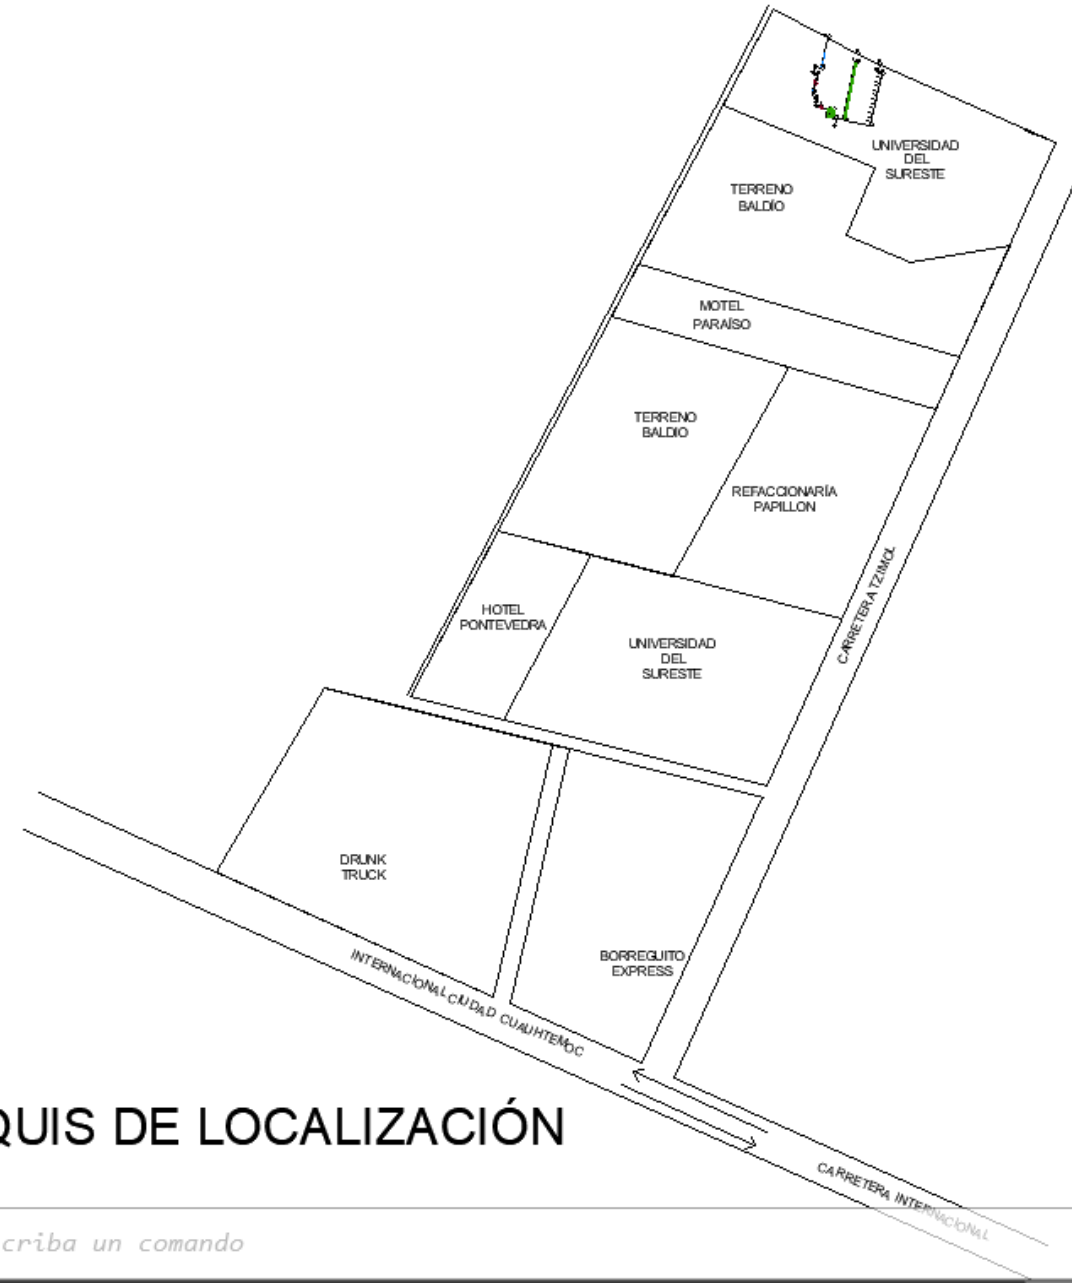 UNIVERSIDAD
DEL
SURESTE
TERRENO
BALDÍO
MOTEL
PARAÍSO
TERRENO
BALDIO
REFACCIONARÍA
PAPILLON
CARRETERA TZIMOL
HOTEL
PONTEVEDRA
UNIVERSIDAD
DEL
SURESTE
DRUNK
TRUCK
BORREGUITO
EXPRESS
INTERNACIONAL CIUDAD CUAUHTEMOC
QUIS DE LOCALIZACIÓN
CARRETERA INTERNACIONAL
criba un comando